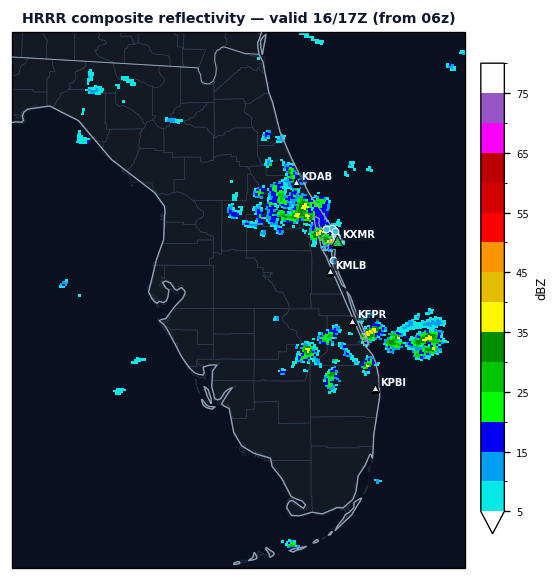 HRRR composite reflectivity — valid 16/17Z (from 06z)
KDAB
KXMR
KMLB
KFPR
KPBI
75
65
55
45
35
25
15
5
dBZ